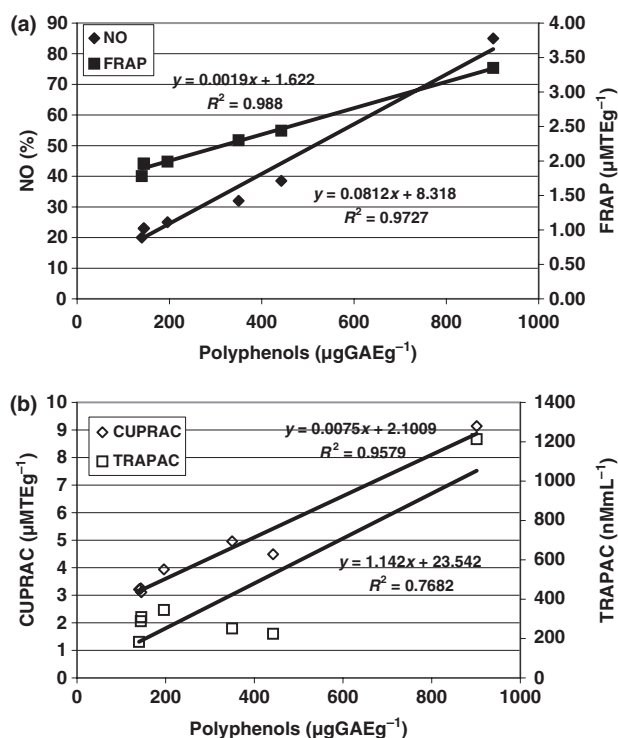 (a)
90
80
70
60
50
40
30
20
10
0
NO (%)
NO
FRAP
y = 0.0019x + 1.622
R² = 0.988
y = 0.0812x + 8.318
R² = 0.9727
4.00
3.50
3.00
2.50
2.00
1.50
1.00
0.50
0.00
FRAP (µMTEg⁻¹)
0 200 400 600 800 1000
Polyphenols (µgGAEg⁻¹)
(b)
10
9
8
7
6
5
4
3
2
1
0
CUPRAC (µMTEg⁻¹)
CUPRAC
TRAPAC
y = 0.0075x + 2.1009
R² = 0.9579
y = 1.142x + 23.542
R² = 0.7682
1400
1200
1000
800
600
400
200
0
TRAPAC (nMmL⁻¹)
0 200 400 600 800 1000
Polyphenols (µgGAEg⁻¹)